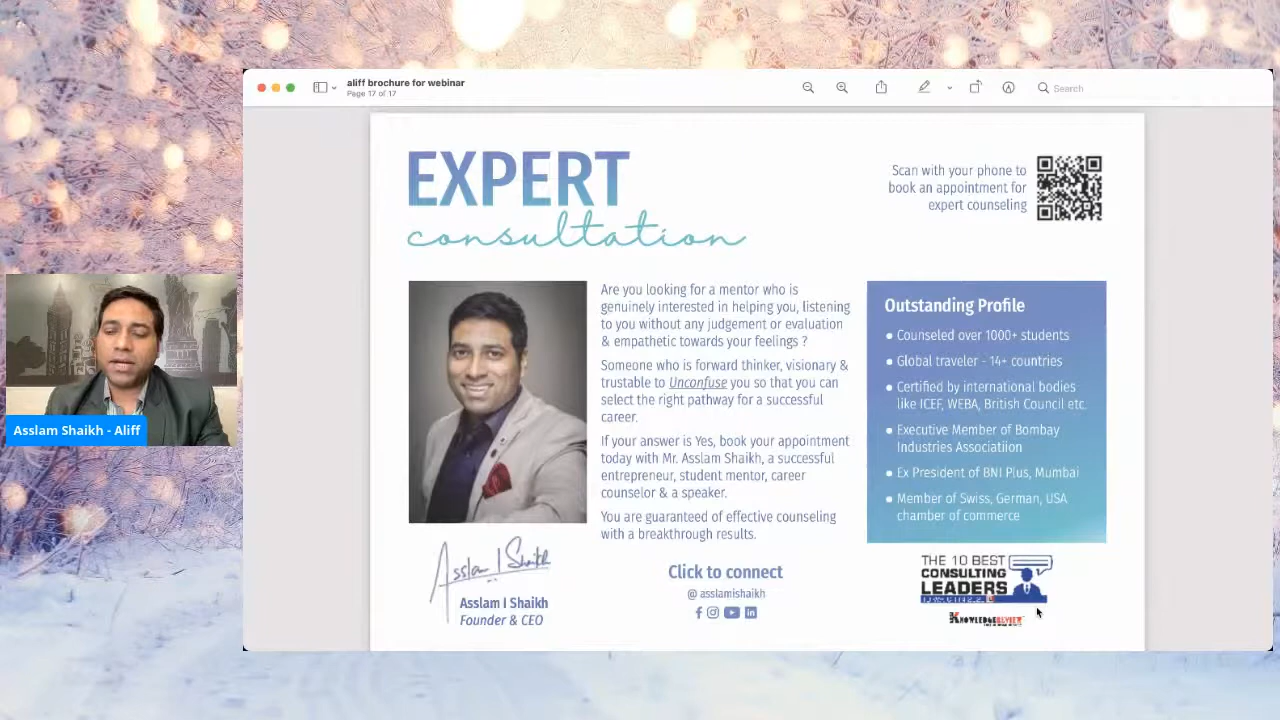 aliff brochure for webinar
Page 17 of 17
Search
EXPERT
consultation
Scan with your phone to
book an appointment for
expert counseling
Are you looking for a mentor who is
genuinely interested in helping you, listening
to you without any judgement or evaluation
& empathetic towards your feelings ?
Someone who is forward thinker, visionary &
trustable to Unconfuse you so that you can
select the right pathway for a successful
career.
If your answer is Yes, book your appointment
today with Mr. Asslam Shaikh, a successful
entrepreneur, student mentor, career
counselor & a speaker.
You are guaranteed of effective counseling
with a breakthrough results.
Outstanding Profile
• Counseled over 1000+ students
• Global traveler - 14+ countries
• Certified by international bodies
like ICEF, WEBA, British Council etc.
• Executive Member of Bombay
Industries Associatiion
• Ex President of BNI Plus, Mumbai
• Member of Swiss, German, USA
chamber of commerce
Asslam I Shaikh
Asslam I Shaikh
Founder & CEO
Click to connect
@ asslamishaikh
THE 10 BEST
CONSULTING
LEADERS
KNOWLEDGEREVIEW
Asslam Shaikh - Aliff